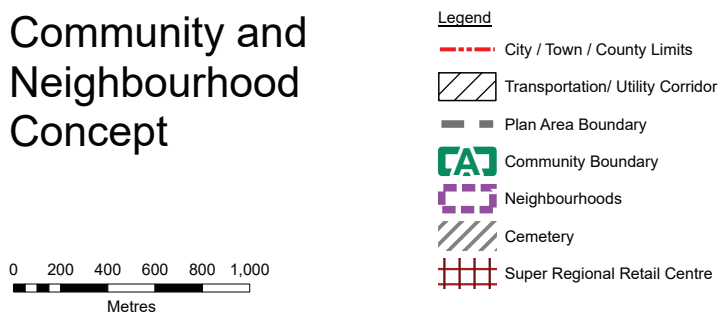 Community and
Neighbourhood
Concept
0 200 400 600 800 1,000
Metres
Legend
City / Town / County Limits
Transportation/ Utility Corridor
Plan Area Boundary
A Community Boundary
Neighbourhoods
Cemetery
Super Regional Retail Centre